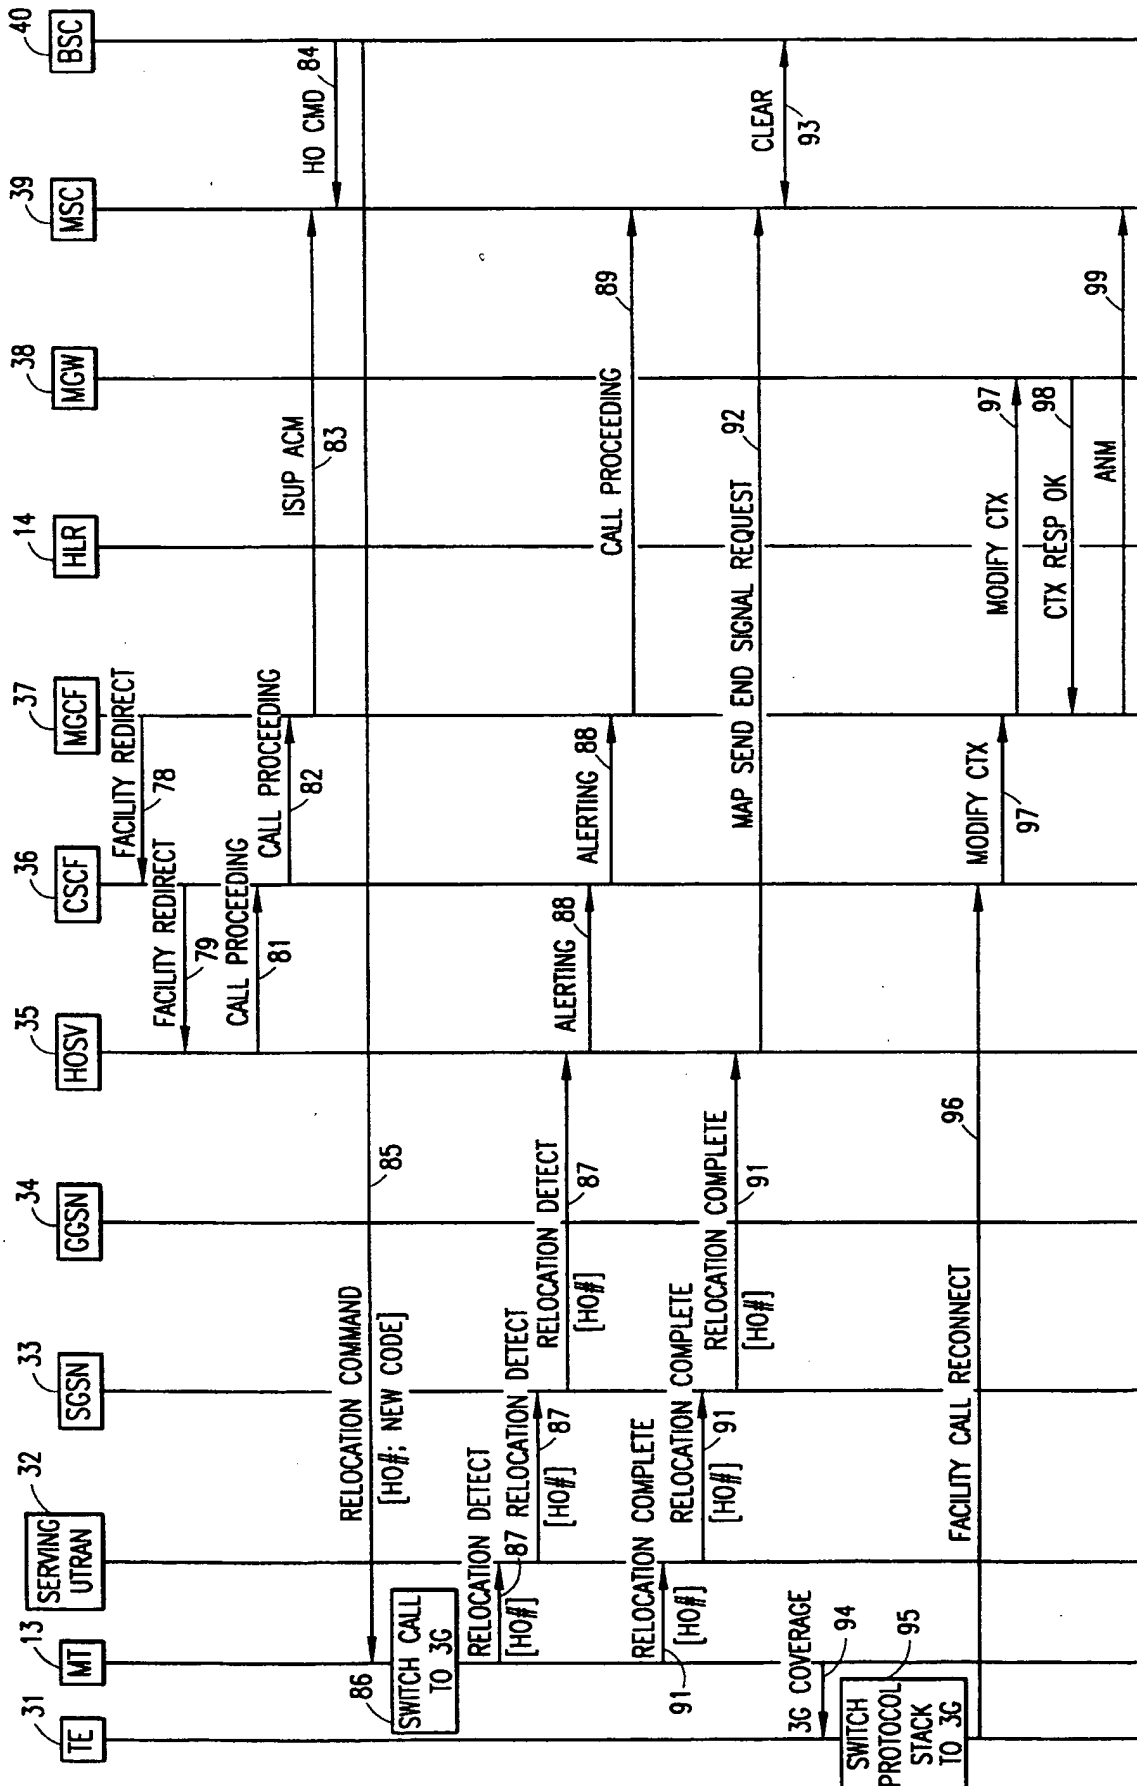 31
TE
13
MT
32
SERVING
UTRAN
33
SGSN
34
GGSN
35
HOSV
36
CSCF
37
MGCF
14
HLR
38
MGW
39
MSC
40
BSC
FACILITY REDIRECT
78
FACILITY REDIRECT
79
CALL PROCEEDING
81
CALL PROCEEDING
82
ISUP ACM
83
HO CMD 84
RELOCATION COMMAND
85
[HO#; NEW CODE]
86
SWITCH CALL
TO 3G
RELOCATION DETECT
87
[HO#]
RELOCATION DETECT
87
[HO#]
RELOCATION DETECT
87
[HO#]
ALERTING 88
ALERTING 88
CALL PROCEEDING
89
RELOCATION COMPLETE
91
[HO#]
RELOCATION COMPLETE
91
[HO#]
RELOCATION COMPLETE
91
[HO#]
MAP SEND END SIGNAL REQUEST
92
CLEAR
93
3G COVERAGE
94
95
SWITCH
PROTOCOL
STACK
TO 3G
FACILITY CALL RECONNECT
96
MODIFY CTX
97
MODIFY CTX
97
CTX RESP OK
98
ANM
99